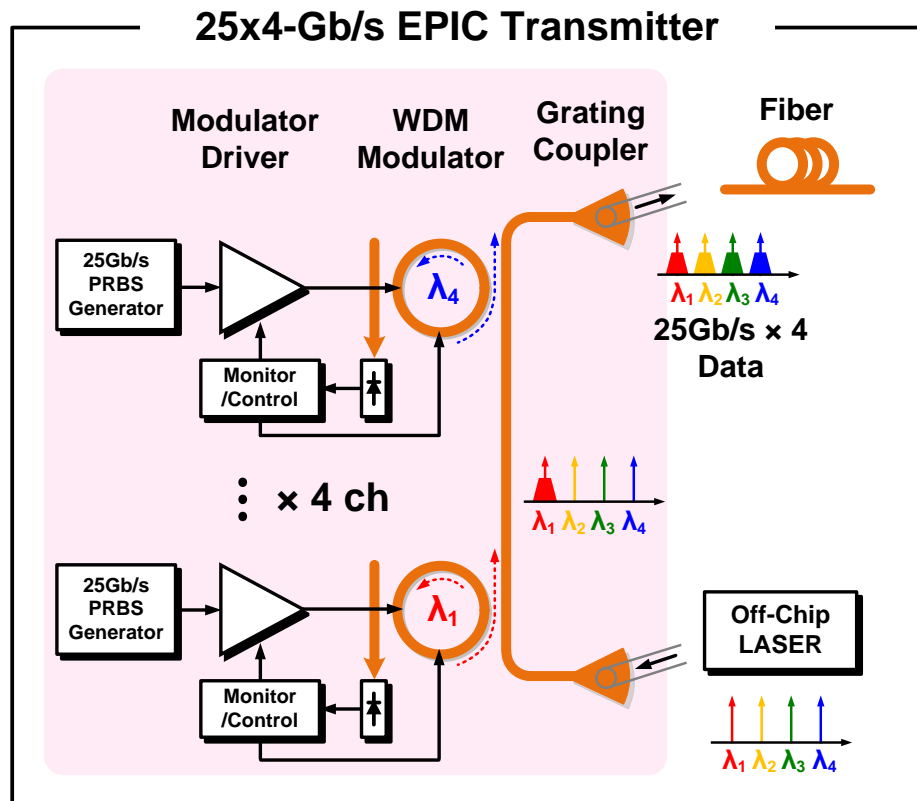 25x4-Gb/s EPIC Transmitter
Modulator
Driver
WDM
Modulator
Grating
Coupler
Fiber
25Gb/s
PRBS
Generator
λ4
Monitor
/Control
λ1 λ2 λ3 λ4
25Gb/s × 4
Data
⋮ × 4 ch
λ1 λ2 λ3 λ4
25Gb/s
PRBS
Generator
λ1
Monitor
/Control
Off-Chip
LASER
λ1 λ2 λ3 λ4